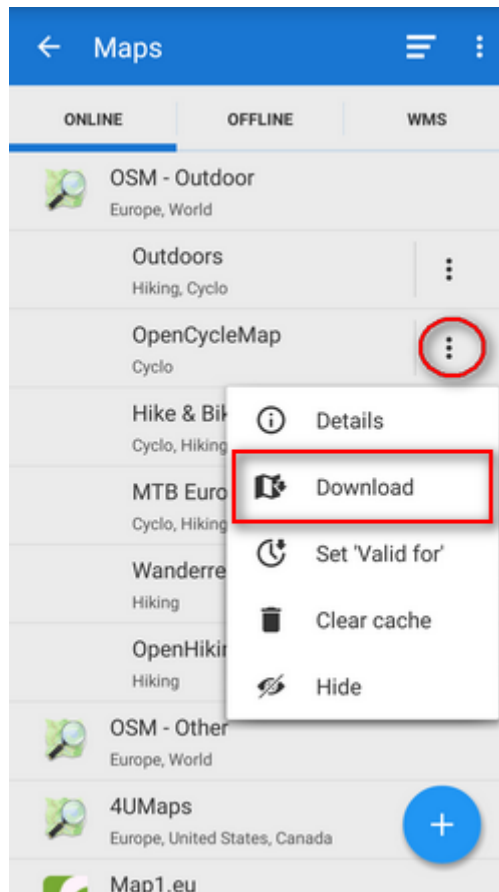 Maps
ONLINE OFFLINE WMS
OSM - Outdoor
Europe, World
Outdoors
Hiking, Cyclo
OpenCycleMap
Cyclo
Hike & Bik
Cyclo, Hiking
Details
MTB Euro
Cyclo, Hiking
Download
Wanderre
Hiking
Set 'Valid for'
OpenHikin
Hiking
Clear cache
Hide
OSM - Other
Europe, World
4UMaps
Europe, United States, Canada
Map1.eu